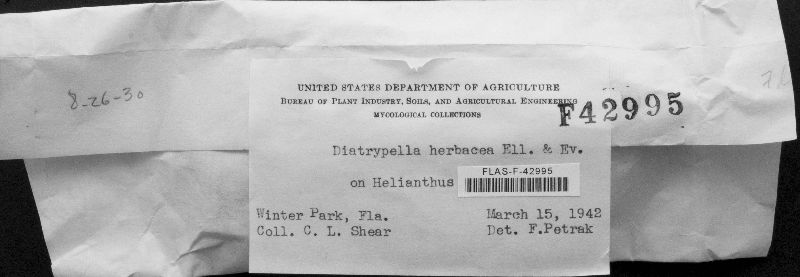 8-26-30
UNITED STATES DEPARTMENT OF AGRICULTURE
BUREAU OF PLANT INDUSTRY, SOILS, AND AGRICULTURAL ENGINEERING
MYCOLOGICAL COLLECTIONS
F42995
Diatrypella herbacea Ell. & Ev.
on Helianthus
FLAS-F-42995
Winter Park, Fla.
March 15, 1942
Coll. C. L. Shear
Det. F.Petrak